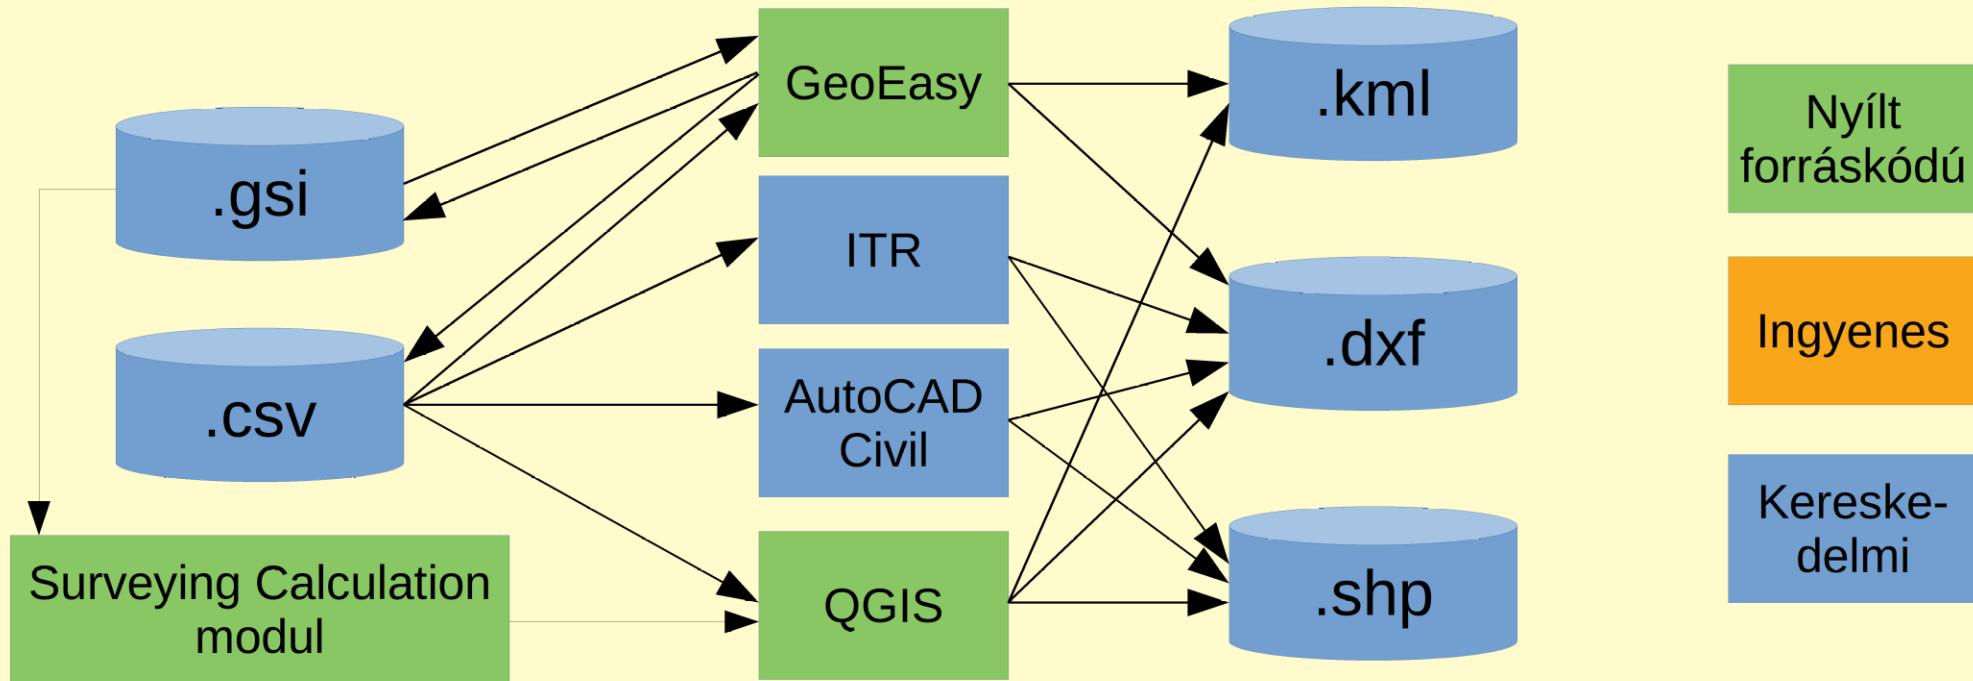 .gsi
.csv
Surveying Calculation
modul
GeoEasy
ITR
AutoCAD
Civil
QGIS
.kml
.dxf
.shp
Nyílt
forráskódú
Ingyenes
Kereske-
delmi